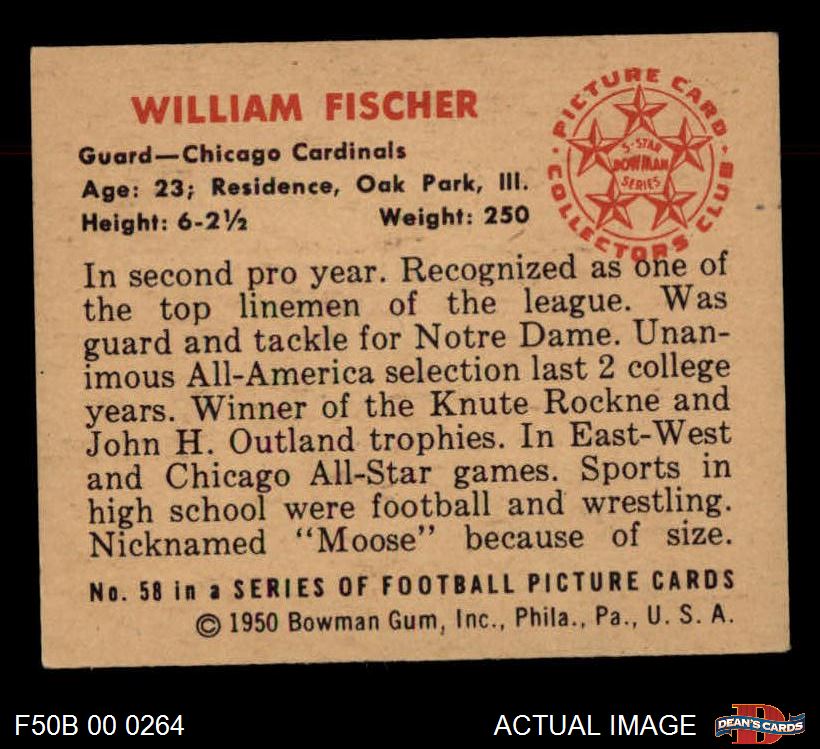 WILLIAM FISCHER
Guard—Chicago Cardinals
Age: 23; Residence, Oak Park, Ill.
Height: 6-2½ Weight: 250
PICTURE CARD
COLLECTORS CLUB
5-STAR
BOWMAN
SERIES
In second pro year. Recognized as one of
the top linemen of the league. Was
guard and tackle for Notre Dame. Unan-
imous All-America selection last 2 college
years. Winner of the Knute Rockne and
John H. Outland trophies. In East-West
and Chicago All-Star games. Sports in
high school were football and wrestling.
Nicknamed "Moose" because of size.
No. 58 in a SERIES OF FOOTBALL PICTURE CARDS
© 1950 Bowman Gum, Inc., Phila., Pa., U. S. A.
F50B 00 0264
ACTUAL IMAGE
DEAN'S CARDS